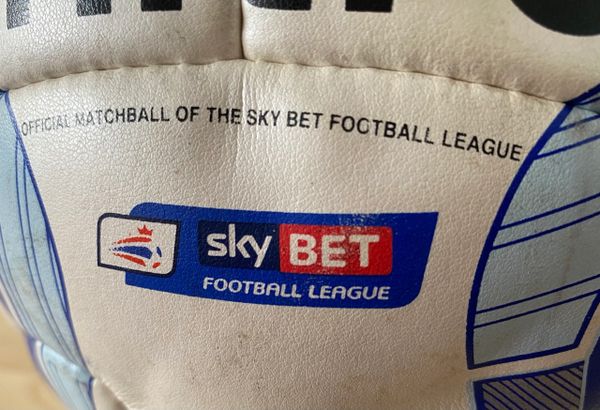 OFFICIAL MATCHBALL OF THE SKY BET FOOTBALL LEAGUE
sky BET
FOOTBALL LEAGUE